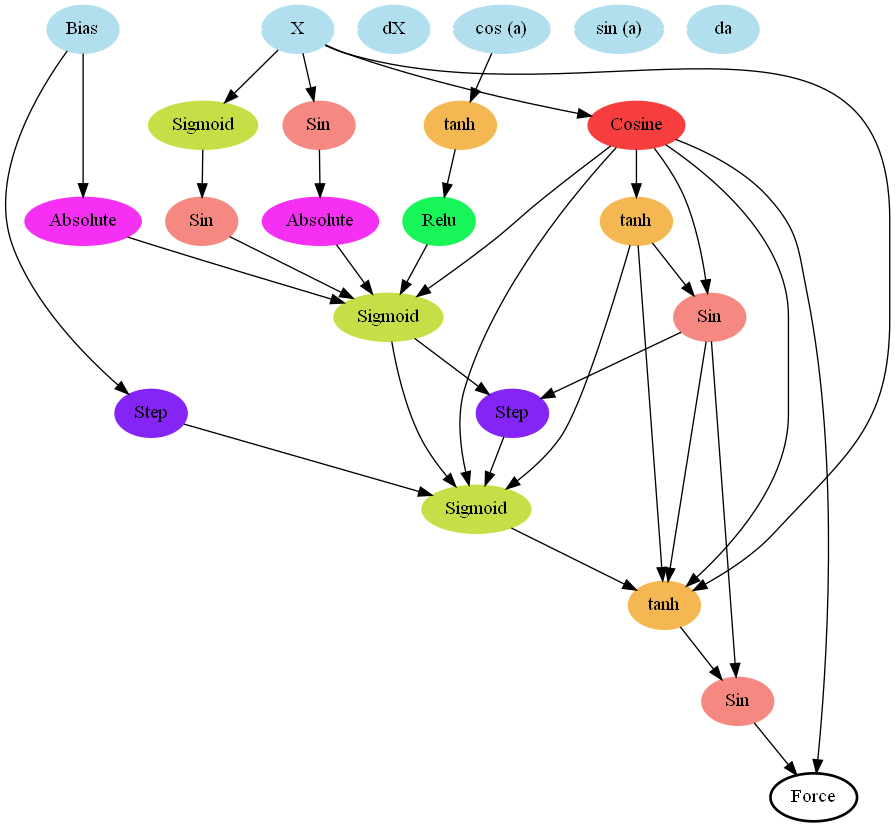 Bias
X
dX
cos (a)
sin (a)
da
Sigmoid
Sin
tanh
Cosine
Absolute
Sin
Absolute
Relu
tanh
Sigmoid
Sin
Step
Step
Sigmoid
tanh
Sin
Force